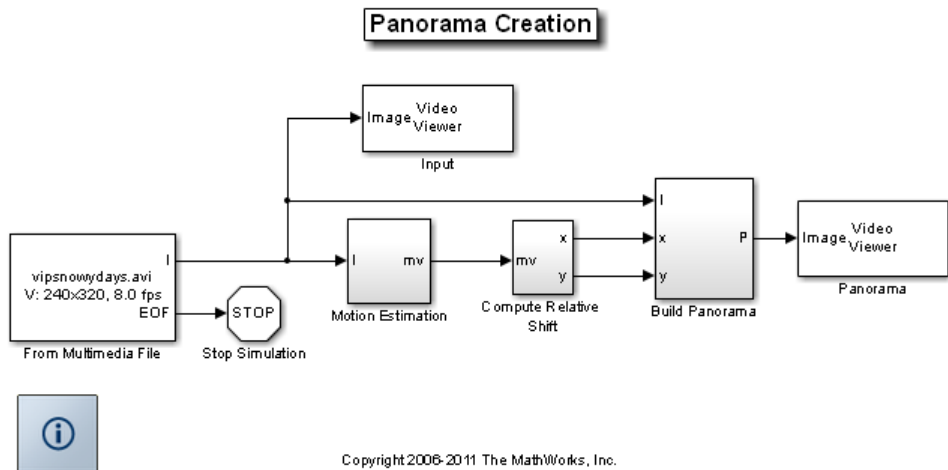 Panorama Creation
Image
Video
Viewer
Input
I
x
y
P
Build Panorama
Image
Video
Viewer
Panorama
vipsnowydays.avi
V: 240x320, 8.0 fps
I
EOF
From Multimedia File
STOP
Stop Simulation
I
mv
Motion Estimation
mv
x
y
Compute Relative
Shift
i
Copyright 2006-2011 The MathWorks, Inc.